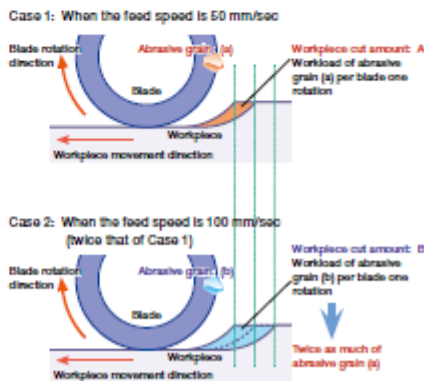 Case 1: When the feed speed is 50 mm/sec
Blade rotation
direction
Abrasive grain: (a)
Workpiece cut amount: A
Workload of abrasive
grain (a) per blade one
rotation
Blade
Workpiece
Workpiece movement direction
Case 2: When the feed speed is 100 mm/sec
(twice that of Case 1)
Blade rotation
direction
Abrasive grain: (b)
Workpiece cut amount: B
Workload of abrasive
grain (b) per blade one
rotation
Blade
Twice as much of
abrasive grain (a)
Workpiece
Workpiece movement direction